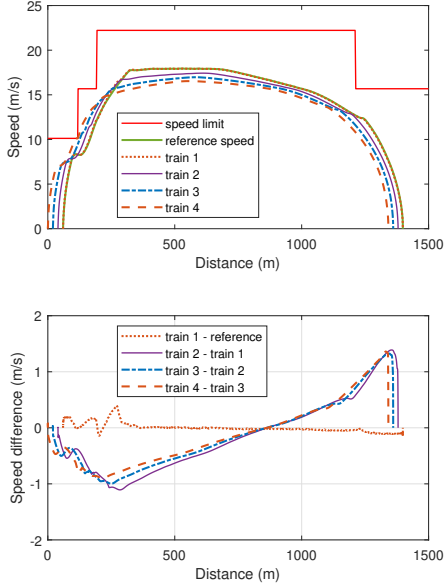 25
20
15
10
5
0
Speed (m/s)
speed limit
reference speed
train 1
train 2
train 3
train 4
0 500 1000 1500
Distance (m)
2
1
0
-1
-2
Speed difference (m/s)
train 1 - reference
train 2 - train 1
train 3 - train 2
train 4 - train 3
0 500 1000 1500
Distance (m)